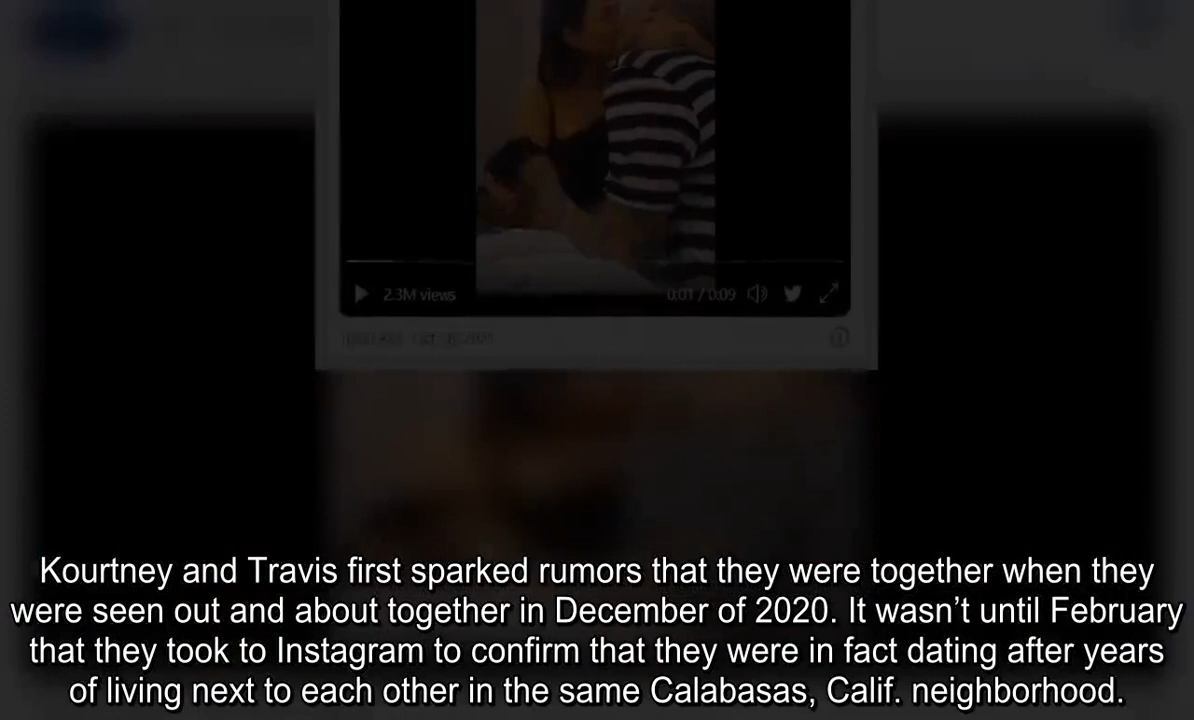 2.3M views
0:01 / 0:09
Kourtney and Travis first sparked rumors that they were together when they
were seen out and about together in December of 2020. It wasn’t until February
that they took to Instagram to confirm that they were in fact dating after years
of living next to each other in the same Calabasas, Calif. neighborhood.